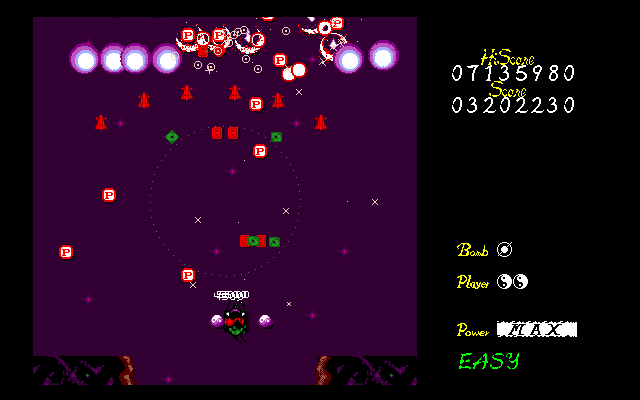 P P P
P
P
P
P
P
P
HiScore
07135980
Score
03202230
Bomb
Player
Power MAX
EASY